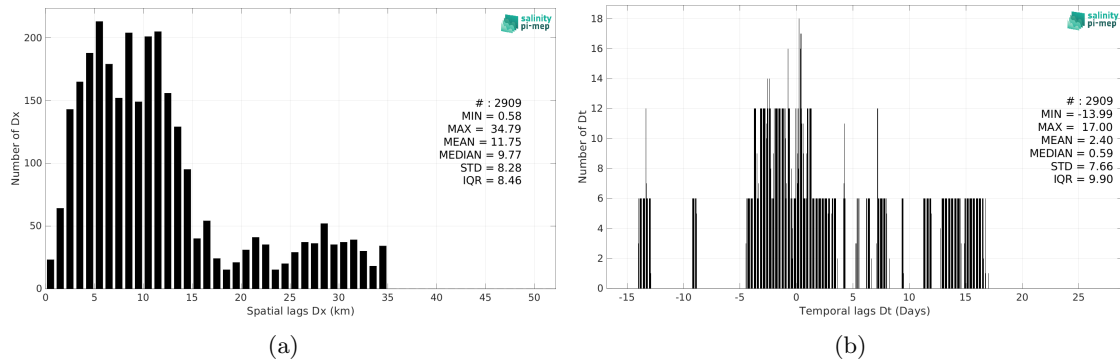 salinity
pi-mep
200
150
100
50
0
Number of Dx
# : 2909
MIN = 0.58
MAX = 34.79
MEAN = 11.75
MEDIAN = 9.77
STD = 8.28
IQR = 8.46
0 5 10 15 20 25 30 35 40 45 50
Spatial lags Dx (km)
(a)
salinity
pi-mep
18
16
14
12
10
8
6
4
2
0
Number of Dt
# : 2909
MIN = -13.99
MAX = 17.00
MEAN = 2.40
MEDIAN = 0.59
STD = 7.66
IQR = 9.90
-15 -10 -5 0 5 10 15 20 25
Temporal lags Dt (Days)
(b)